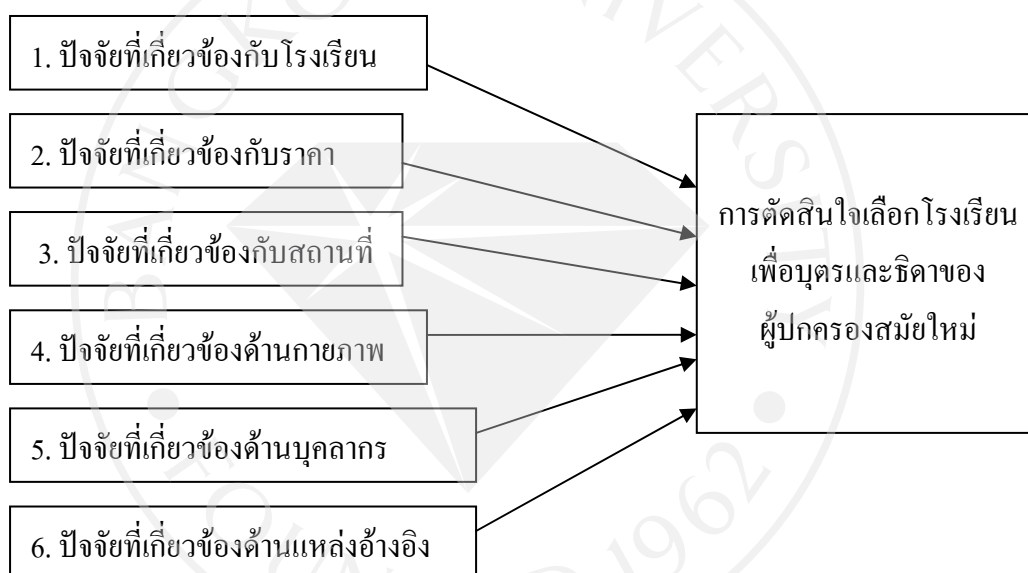 1. ปัจจัยที่เกี่ยวข้องกับโรงเรียน
2. ปัจจัยที่เกี่ยวข้องกับราคา
3. ปัจจัยที่เกี่ยวข้องกับสถานที่
4. ปัจจัยที่เกี่ยวข้องด้านกายภาพ
5. ปัจจัยที่เกี่ยวข้องด้านบุคลากร
6. ปัจจัยที่เกี่ยวข้องด้านแหล่งอ้างอิง
การตัดสินใจเลือกโรงเรียน
เพื่อบุตรและธิดาของ
ผู้ปกครองสมัยใหม่
1962